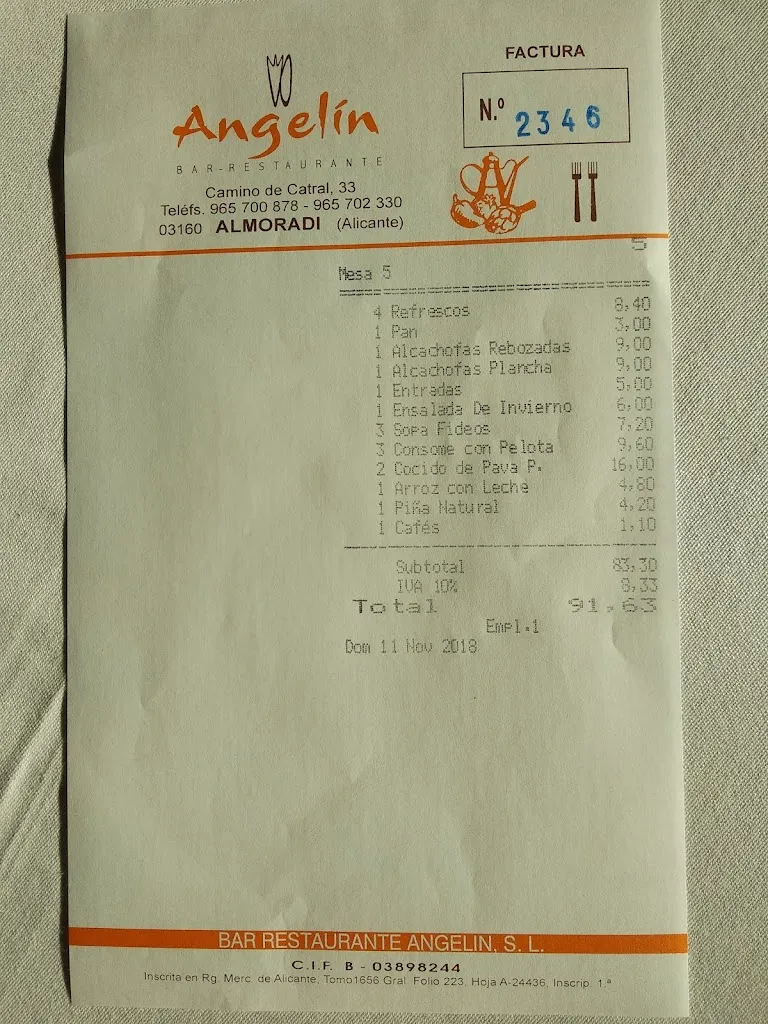 FACTURA
N.º 2346
Angelín
BAR-RESTAURANTE
Camino de Catral, 33
Teléfs. 965 700 878 - 965 702 330
03160 ALMORADI (Alicante)
5
Mesa 5
4 Refrescos 8,40
1 Pan 3,00
1 Alcachofas Rebozadas 9,00
1 Alcachofas Plancha 9,00
1 Entradas 5,00
1 Ensalada De Invierno 6,00
3 Sopa Fideos 7,20
3 Consome con Pelota 9,60
2 Cocido de Pava P. 16,00
1 Arroz con Leche 4,80
1 Piña Natural 4,20
1 Cafés 1,10
Subtotal 83,30
IVA 10% 8,33
Total 91,63
Empl.1
Dom 11 Nov 2018
BAR RESTAURANTE ANGELIN, S. L.
C.I.F. B - 03898244
Inscrita en Rg. Merc. de Alicante, Tomo1656 Gral. Folio 223, Hoja A-24436, Inscrip. 1.ª